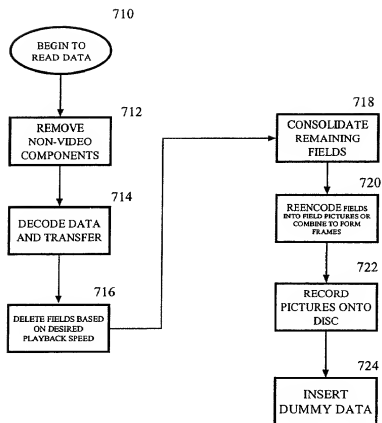 710
BEGIN TO
READ DATA
712
REMOVE
NON-VIDEO
COMPONENTS
714
DECODE DATA
AND TRANSFER
716
DELETE FIELDS BASED
ON DESIRED
PLAYBACK SPEED
718
CONSOLIDATE
REMAINING
FIELDS
720
REENCODE FIELDS
INTO FIELD PICTURES OR
COMBINE TO FORM
FRAMES
722
RECORD
PICTURES ONTO
DISC
724
INSERT
DUMMY DATA